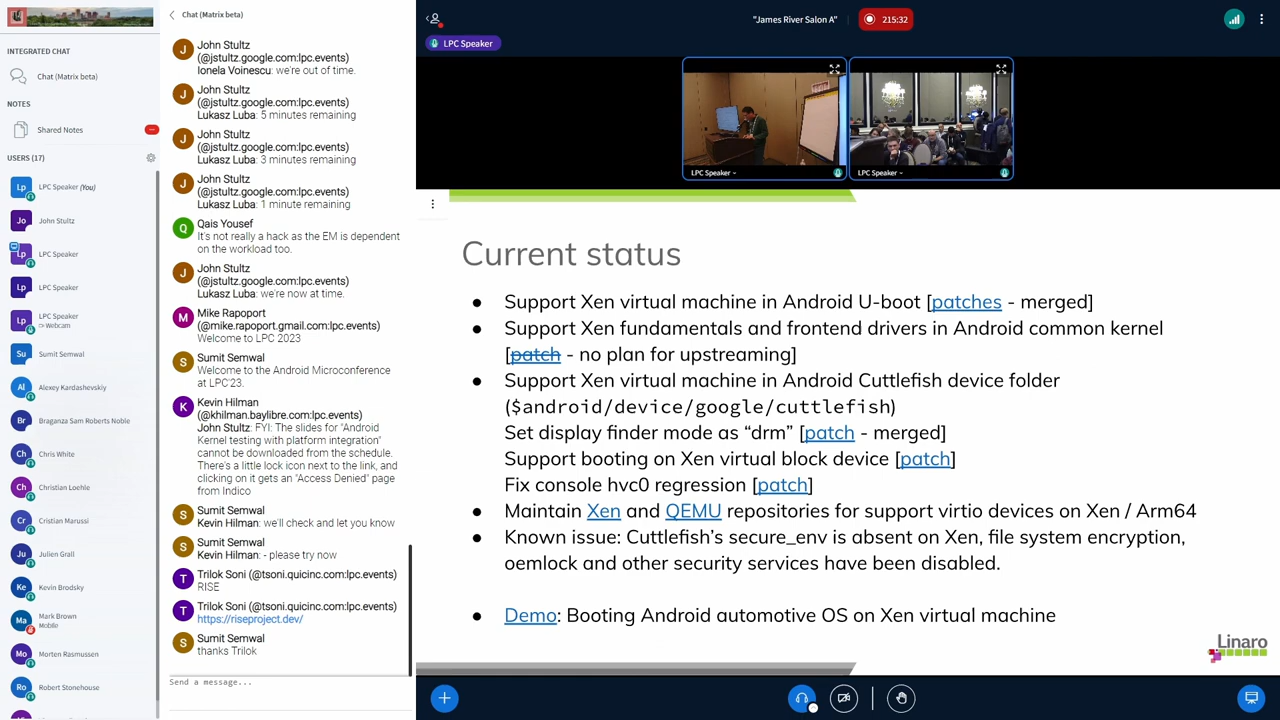 INTEGRATED CHAT
Chat (Matrix beta)
NOTES
Shared Notes
USERS (17)
Lp
LPC Speaker (You)
Jo
John Stultz
Lp
LPC Speaker
Lp
LPC Speaker
Lp
LPC Speaker
Webcam
Su
Sumit Semwal
Al
Alexey Kardashevskiy
Br
Braganza Sam Roberts Noble
Ch
Chris White
Ch
Christian Loehle
Cr
Cristian Marussi
Ju
Julien Grall
Ke
Kevin Brodsky
Ma
Mark Brown
Mobile
Mo
Morten Rasmussen
Ro
Robert Stonehouse
Chat (Matrix beta)
J
John Stultz
(@jstultz.google.com:lpc.events)
Ionela Voinescu: we're out of time.
J
John Stultz
(@jstultz.google.com:lpc.events)
Lukasz Luba: 5 minutes remaining
J
John Stultz
(@jstultz.google.com:lpc.events)
Lukasz Luba: 3 minutes remaining
J
John Stultz
(@jstultz.google.com:lpc.events)
Lukasz Luba: 1 minute remaining
Q
Qais Yousef
It's not really a hack as the EM is dependent
on the workload too.
J
John Stultz
(@jstultz.google.com:lpc.events)
Lukasz Luba: we're now at time.
M
Mike Rapoport
(@mike.rapoport.gmail.com:lpc.events)
Welcome to LPC 2023
S
Sumit Semwal
Welcome to the Android Microconference
at LPC'23.
K
Kevin Hilman
(@khilman.baylibre.com:lpc.events)
John Stultz: FYI: The slides for "Android
Kernel testing with platform integration"
cannot be downloaded from the schedule.
There's a little lock icon next to the link, and
clicking on it gets an "Access Denied" page
from Indico
S
Sumit Semwal
Kevin Hilman: we'll check and let you know
S
Sumit Semwal
Kevin Hilman: - please try now
T
Trilok Soni (@tsoni.quicinc.com:lpc.events)
RISE
T
Trilok Soni (@tsoni.quicinc.com:lpc.events)
https://riseproject.dev/
S
Sumit Semwal
thanks Trilok
Send a message...
"James River Salon A"
215:32
LPC Speaker
LPC Speaker
LPC Speaker
Current status
● Support Xen virtual machine in Android U-boot [patches - merged]
● Support Xen fundamentals and frontend drivers in Android common kernel
[patch - no plan for upstreaming]
● Support Xen virtual machine in Android Cuttlefish device folder
($android/device/google/cuttlefish)
Set display finder mode as “drm” [patch - merged]
Support booting on Xen virtual block device [patch]
Fix console hvc0 regression [patch]
● Maintain Xen and QEMU repositories for support virtio devices on Xen / Arm64
● Known issue: Cuttlefish’s secure_env is absent on Xen, file system encryption,
oemlock and other security services have been disabled.
● Demo: Booting Android automotive OS on Xen virtual machine
Linaro